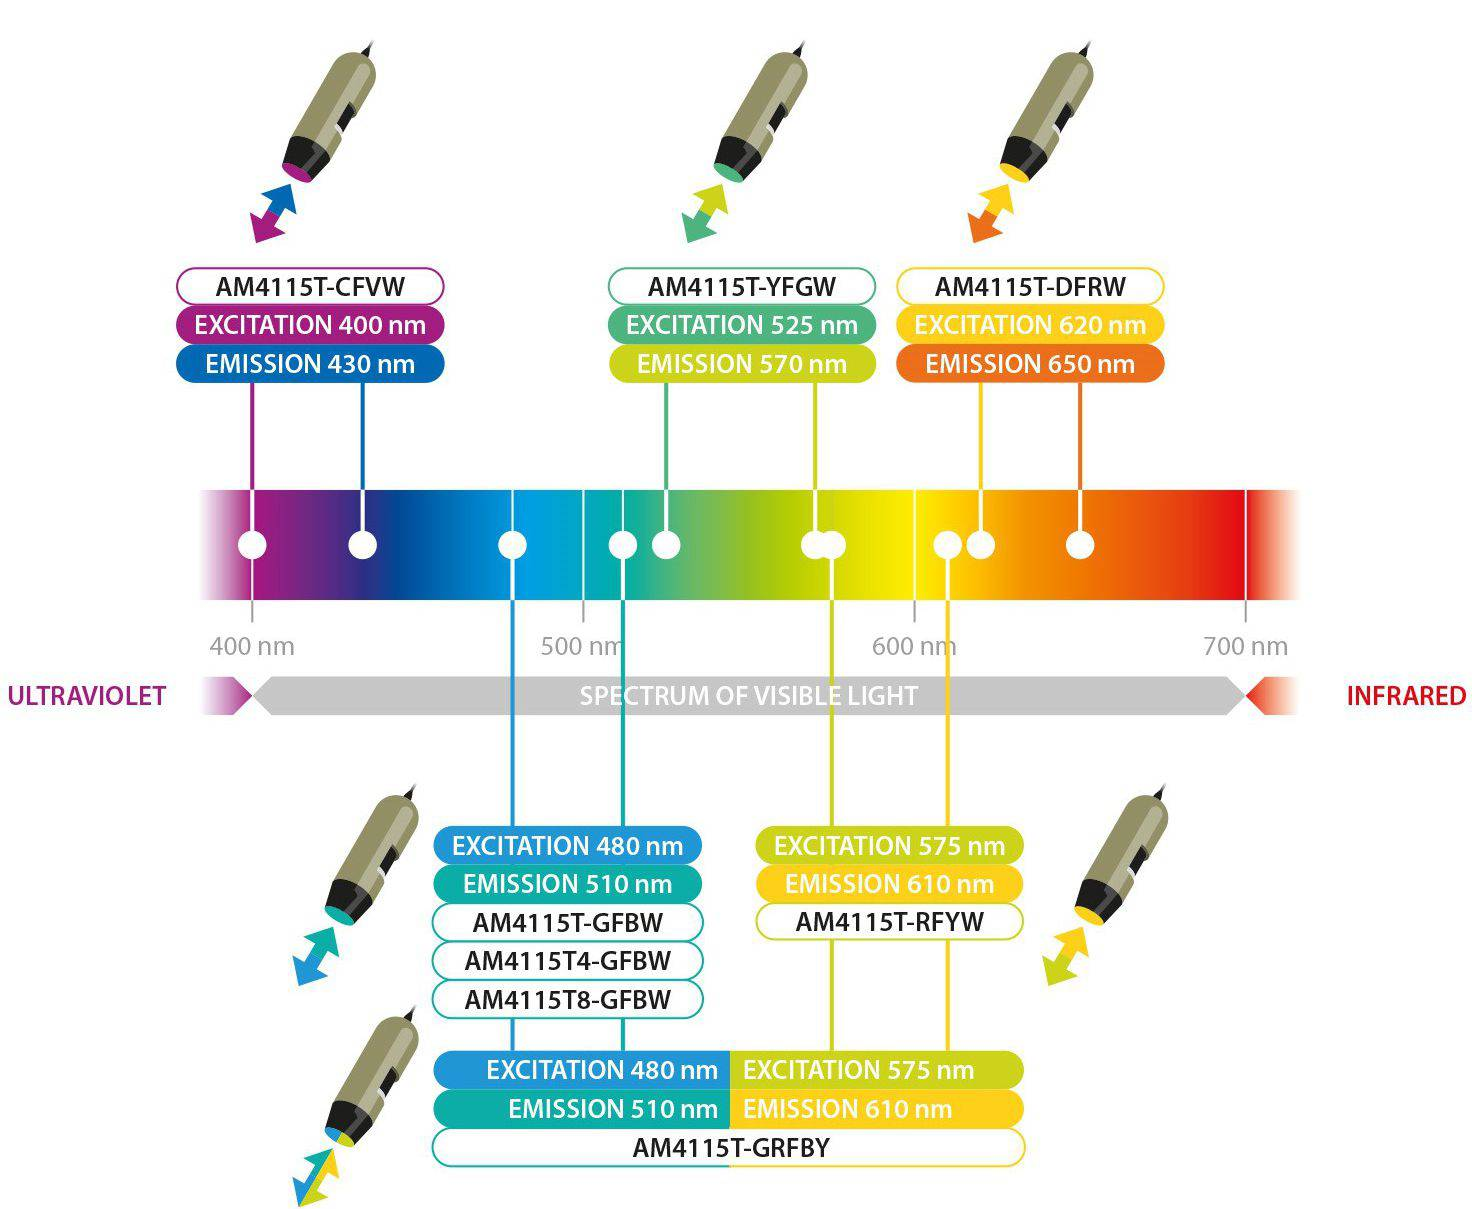 AM4115T-CFVW
EXCITATION 400 nm
EMISSION 430 nm
AM4115T-YFGW
EXCITATION 525 nm
EMISSION 570 nm
AM4115T-DFRW
EXCITATION 620 nm
EMISSION 650 nm
400 nm
500 nm
600 nm
700 nm
ULTRAVIOLET
SPECTRUM OF VISIBLE LIGHT
INFRARED
EXCITATION 480 nm
EMISSION 510 nm
AM4115T-GFBW
AM4115T4-GFBW
AM4115T8-GFBW
EXCITATION 575 nm
EMISSION 610 nm
AM4115T-RFYW
EXCITATION 480 nm
EXCITATION 575 nm
EMISSION 510 nm
EMISSION 610 nm
AM4115T-GRFBY